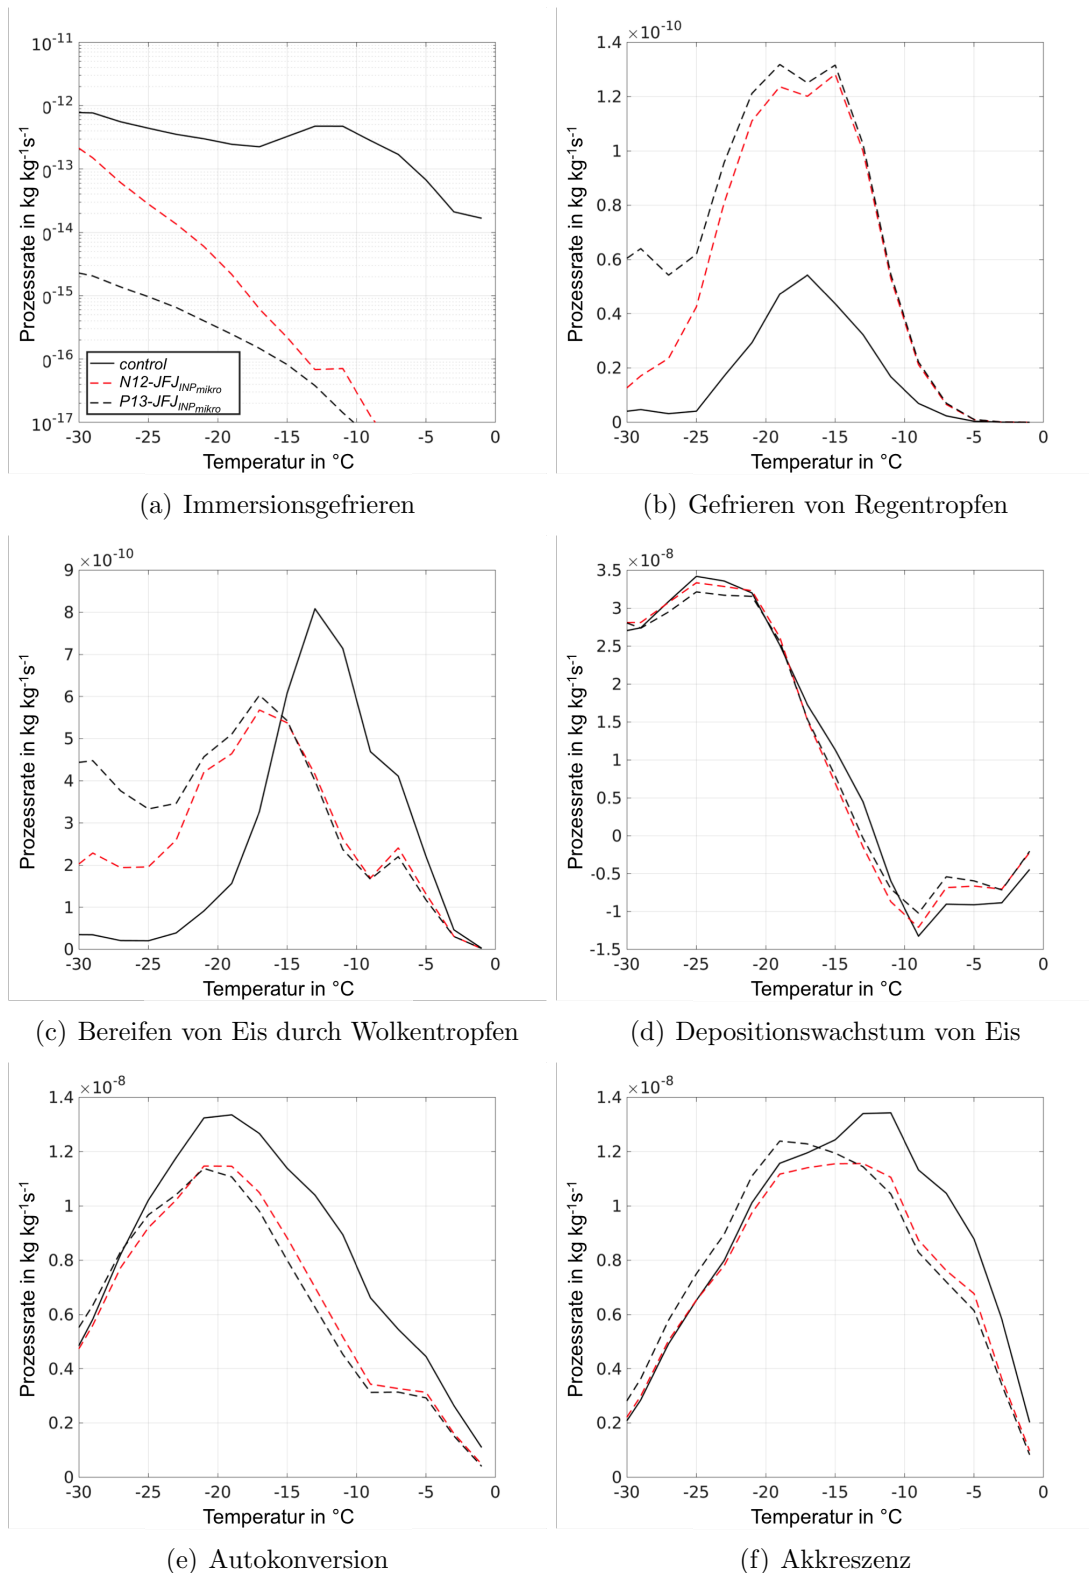 10-11
0-12
0-13
0-14
0-15
0-16
10-17
Prozessrate in kg kg-1s-1
control
N12-JFJINPmikro
P13-JFJINPmikro
-30 -25 -20 -15 -10 -5 0
Temperatur in °C
(a) Immersionsgefrieren
×10-10
1.4
1.2
1
0.8
0.6
0.4
0.2
0
Prozessrate in kg kg-1s-1
-30 -25 -20 -15 -10 -5 0
Temperatur in °C
(b) Gefrieren von Regentropfen
×10-10
9
8
7
6
5
4
3
2
1
0
Prozessrate in kg kg-1s-1
-30 -25 -20 -15 -10 -5 0
Temperatur in °C
(c) Bereifen von Eis durch Wolkentropfen
×10-8
3.5
3
2.5
2
1.5
1
0.5
0
-0.5
-1
-1.5
Prozessrate in kg kg-1s-1
-30 -25 -20 -15 -10 -5 0
Temperatur in °C
(d) Depositionswachstum von Eis
×10-8
1.4
1.2
1
0.8
0.6
0.4
0.2
0
Prozessrate in kg kg-1s-1
-30 -25 -20 -15 -10 -5 0
Temperatur in °C
(e) Autokonversion
×10-8
1.4
1.2
1
0.8
0.6
0.4
0.2
0
Prozessrate in kg kg-1s-1
-30 -25 -20 -15 -10 -5 0
Temperatur in °C
(f) Akkreszenz